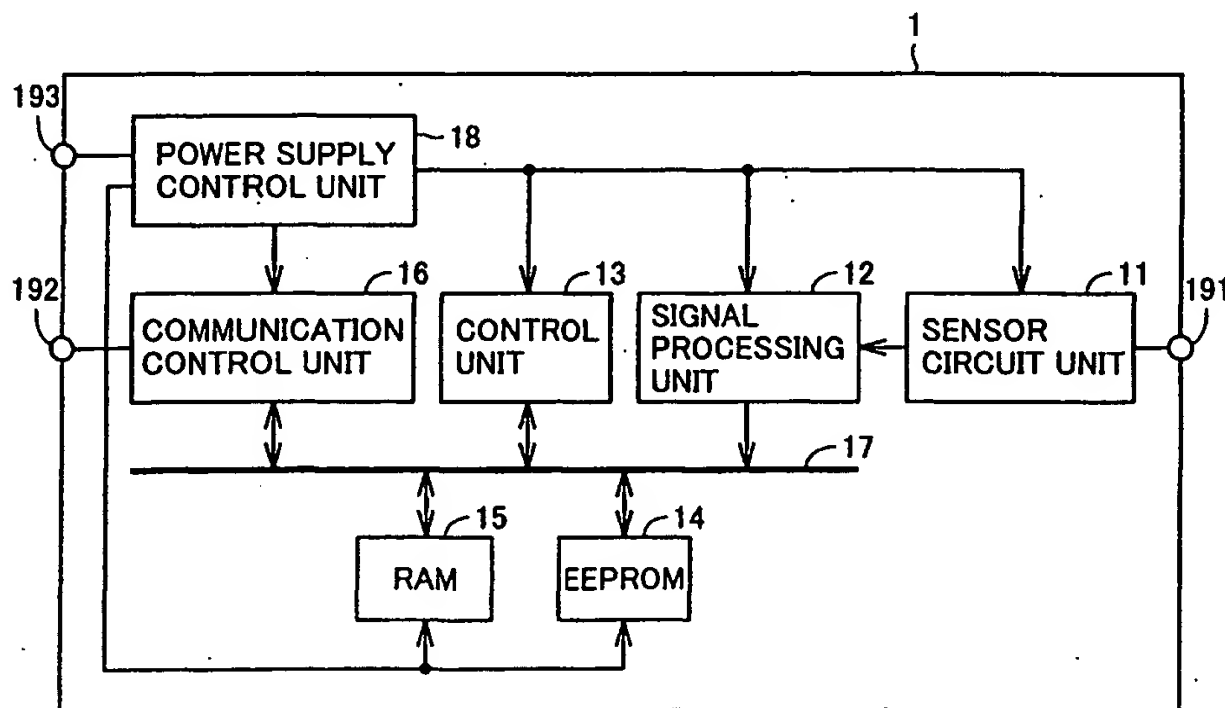 1
193
18
POWER SUPPLY
CONTROL UNIT
192
16
13
12
11
191
COMMUNICATION
CONTROL UNIT
CONTROL
UNIT
SIGNAL
PROCESSING
UNIT
SENSOR
CIRCUIT UNIT
17
15
14
RAM
EEPROM